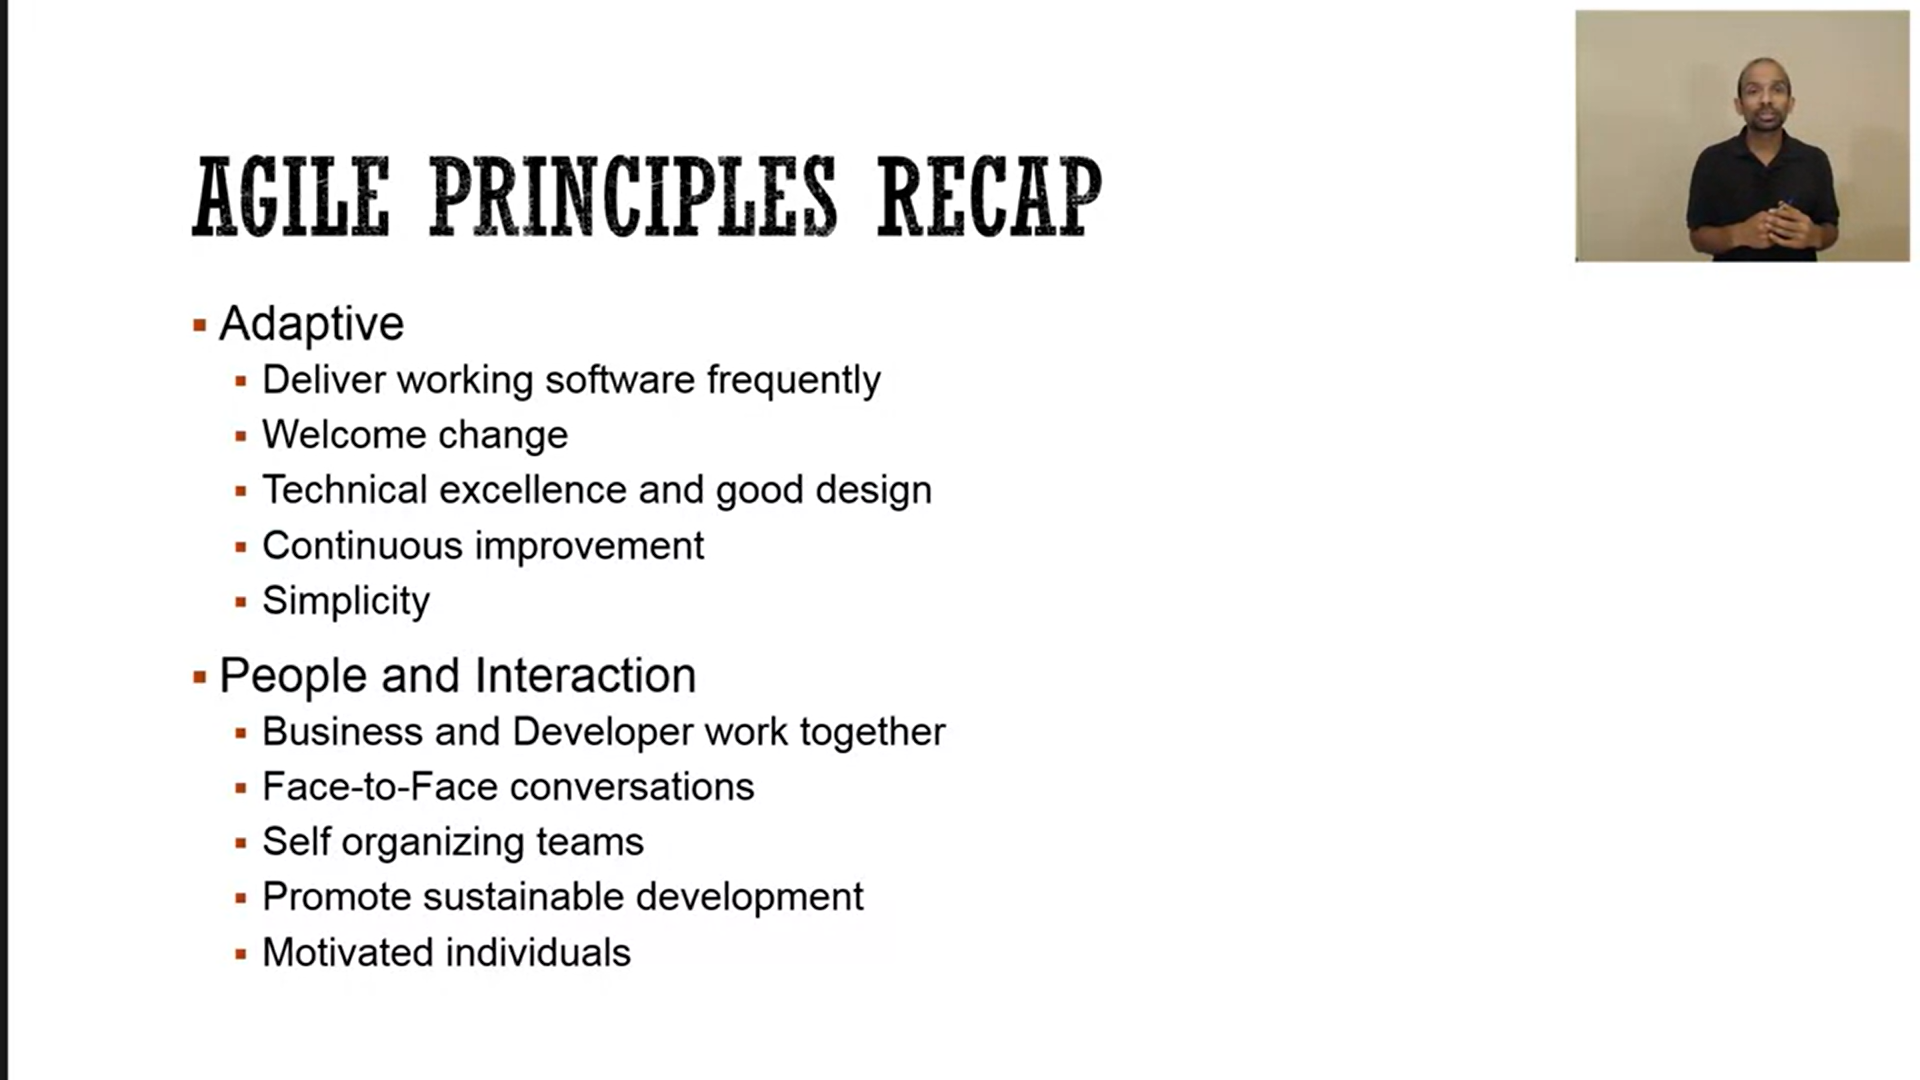 AGILE PRINCIPLES RECAP
Adaptive
Deliver working software frequently
Welcome change
Technical excellence and good design
Continuous improvement
Simplicity
People and Interaction
Business and Developer work together
Face-to-Face conversations
Self organizing teams
Promote sustainable development
Motivated individuals